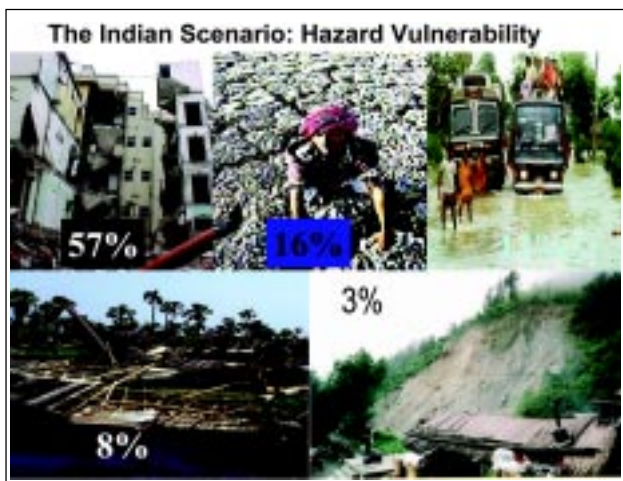 The Indian Scenario: Hazard Vulnerability
57%
16%
3%
8%